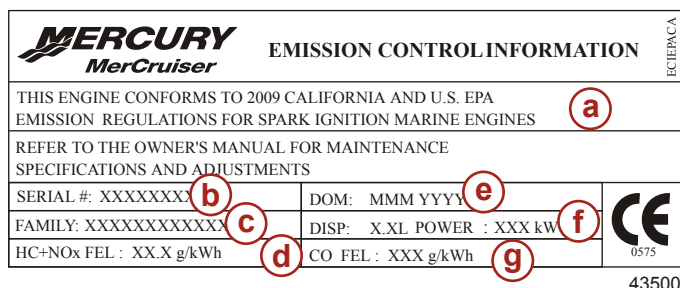 MERCURY
MerCruiser
EMISSION CONTROL INFORMATION
ECIEPACA
THIS ENGINE CONFORMS TO 2009 CALIFORNIA AND U.S. EPA
EMISSION REGULATIONS FOR SPARK IGNITION MARINE ENGINES
a
REFER TO THE OWNER'S MANUAL FOR MAINTENANCE
SPECIFICATIONS AND ADJUSTMENTS
SERIAL #: XXXXXXXX b
DOM: MMM YYYY e
FAMILY: XXXXXXXXXXXX c
DISP: X.XL POWER : XXX kW f
HC+NOx FEL : XX.X g/kWh d
CO FEL : XXX g/kWh g
CE
0575
43500